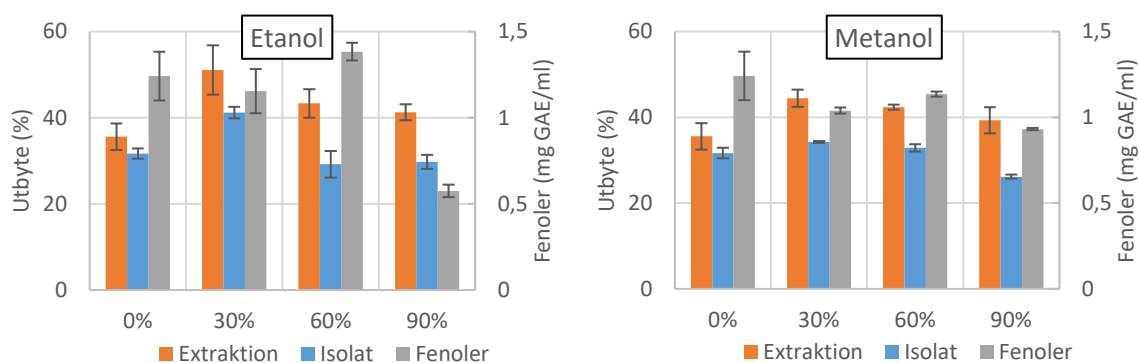 Etanol
Utbyte (%)
60
40
20
0
1,5
1
0,5
0
Fenoler (mg GAE/ml)
0% 30% 60% 90%
Extraktion Isolat Fenoler
Metanol
Utbyte (%)
60
40
20
0
1,5
1
0,5
0
Fenoler (mg GAE/ml)
0% 30% 60% 90%
Extraktion Isolat Fenoler